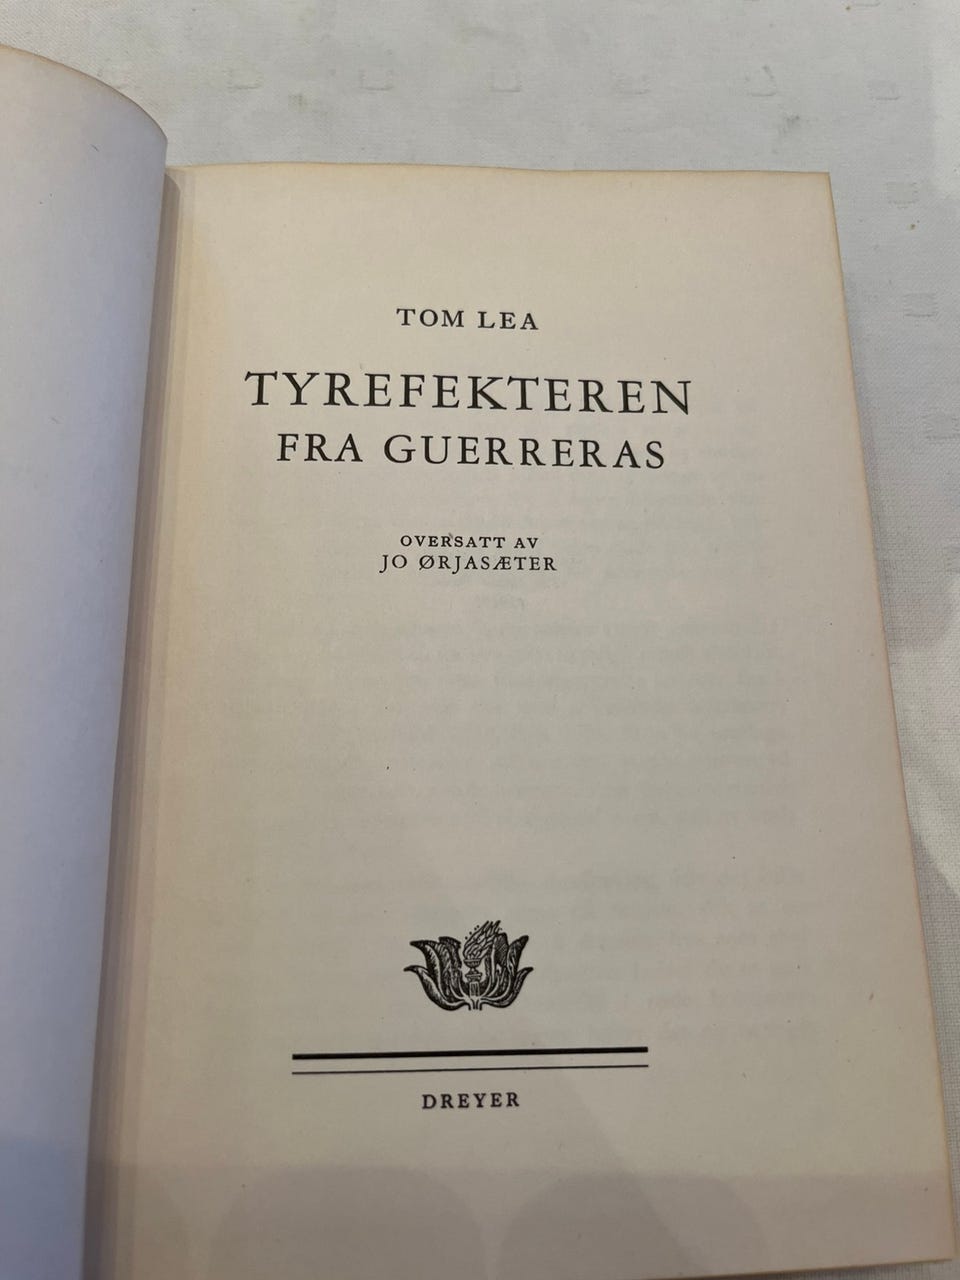 TOM LEA
TYREFEKTEREN
FRA GUERRERAS
OVERSATT AV
JO ØRJASÆTER
DREYER